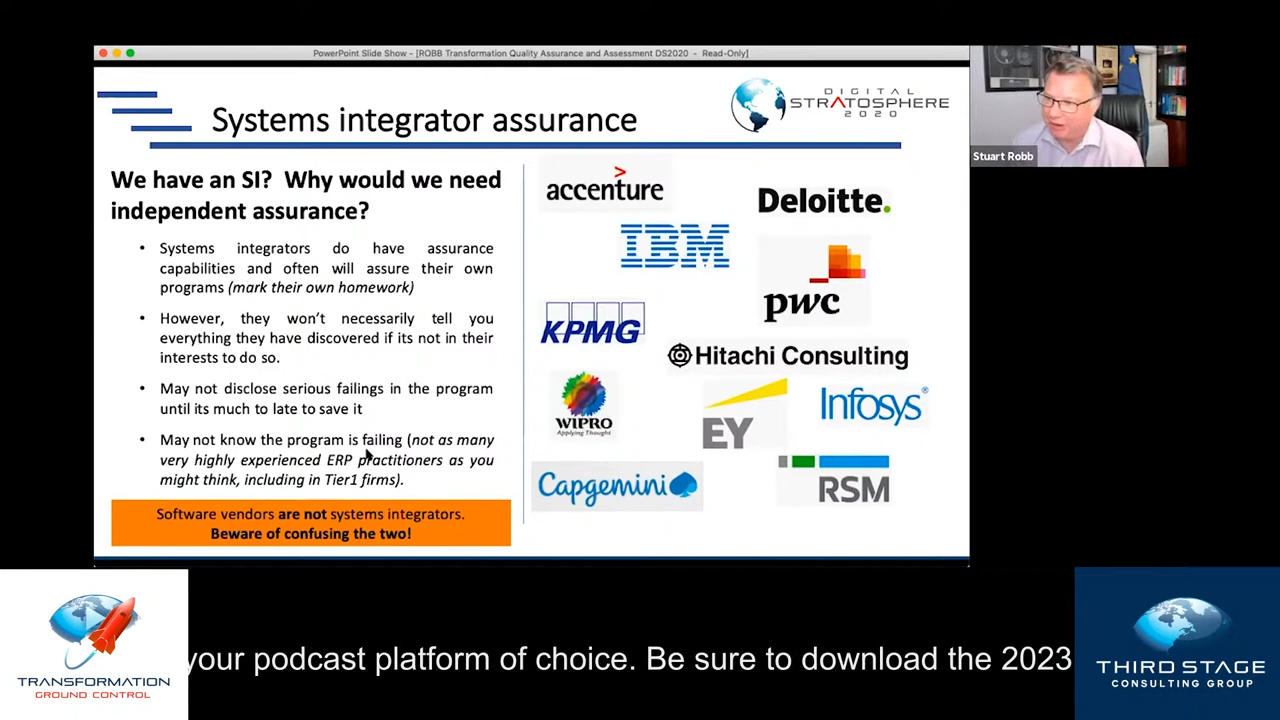 PowerPoint Slide Show - [ROBB Transformation Quality Assurance and Assessment DS2020 - Read-Only]
DIGITAL
STRATOSPHERE
2020
Systems integrator assurance
Stuart Robb
We have an SI? Why would we need
independent assurance?
• Systems integrators do have assurance
capabilities and often will assure their own
programs (mark their own homework)
• However, they won't necessarily tell you
everything they have discovered if its not in their
interests to do so.
• May not disclose serious failings in the program
until its much to late to save it
• May not know the program is failing (not as many
very highly experienced ERP practitioners as you
might think, including in Tier1 firms).
Software vendors are not systems integrators.
Beware of confusing the two!
>
accenture
Deloitte.
IBM
pwc
KPMG
Hitachi Consulting
WIPRO
Applying Thought
EY
Infosys®
Capgemini
RSM
TRANSFORMATION
GROUND CONTROL
your podcast platform of choice. Be sure to download the 2023
THIRD STAGE
CONSULTING GROUP